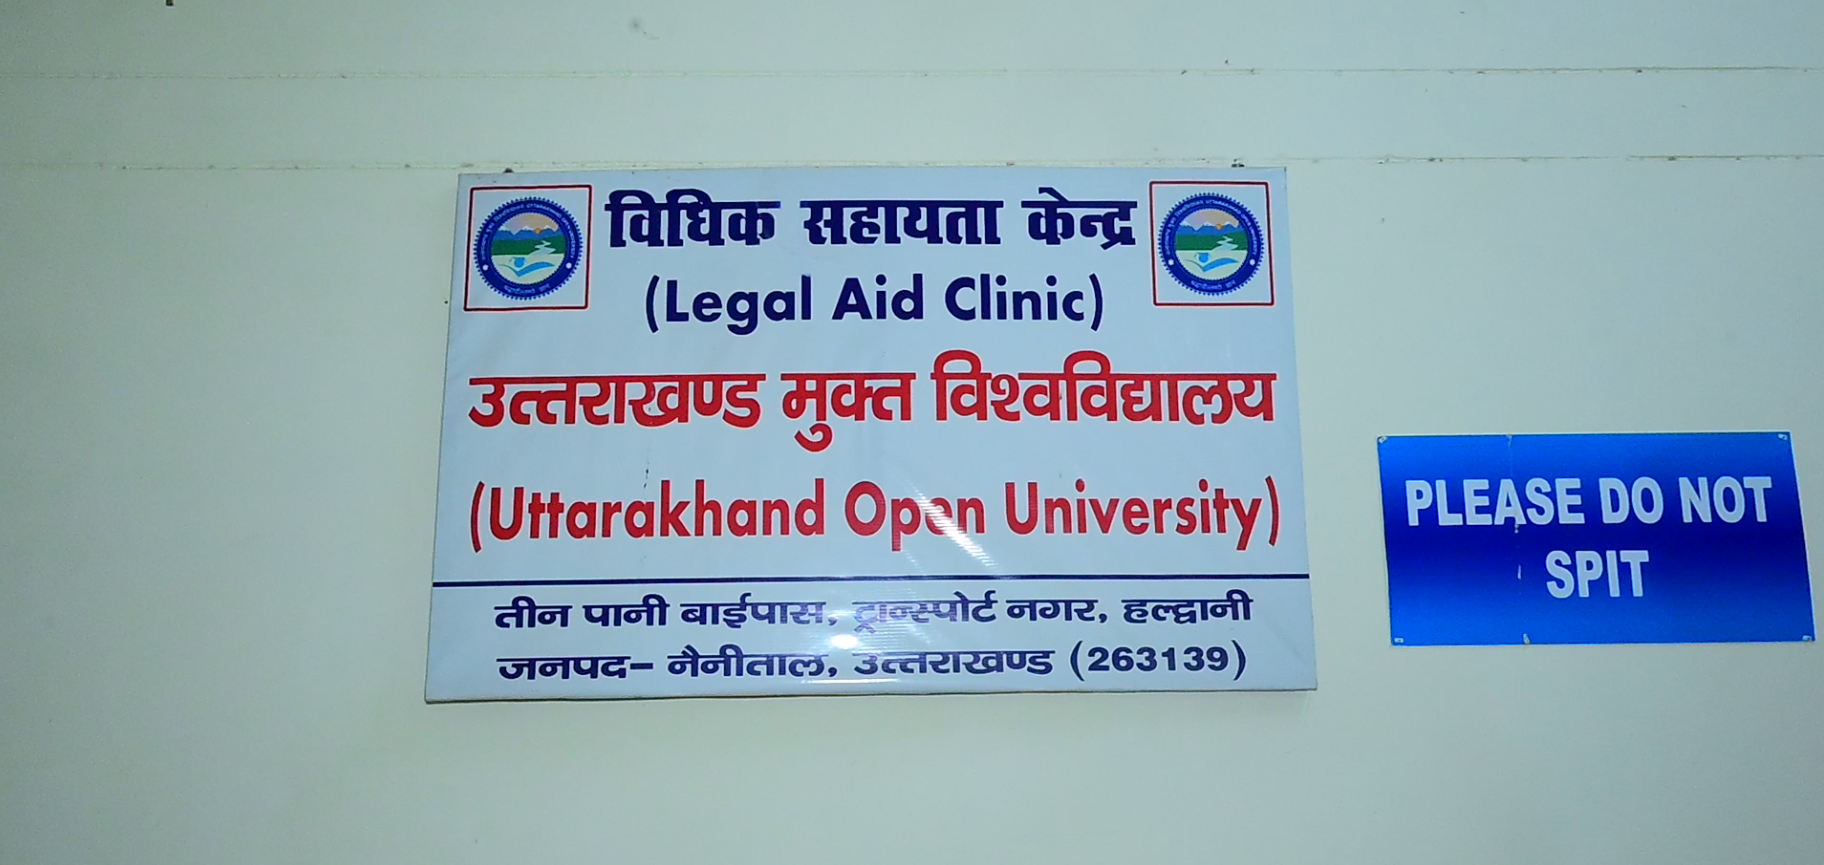 विधिक सहायता केन्द्र
(Legal Aid Clinic)
उत्तराखण्ड मुक्त विश्वविद्यालय
(Uttarakhand Open University)
तीन पानी बाईपास, ट्रान्स्पोर्ट नगर, हल्द्वानी
जनपद– नैनीताल, उत्तराखण्ड (263139)
PLEASE DO NOT
SPIT